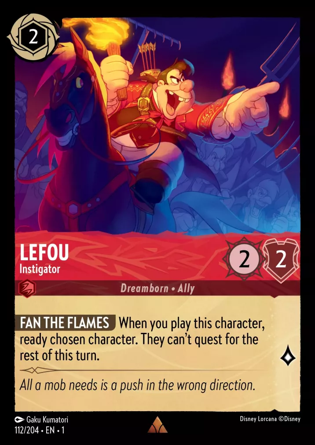 2
LEFOU
Instigator
2
2
Dreamborn • Ally
FAN THE FLAMES When you play this character,
ready chosen character. They can't quest for the
rest of this turn.
All a mob needs is a push in the wrong direction.
Gaku Kumatori
112/204 • EN • 1
Disney Lorcana ©Disney